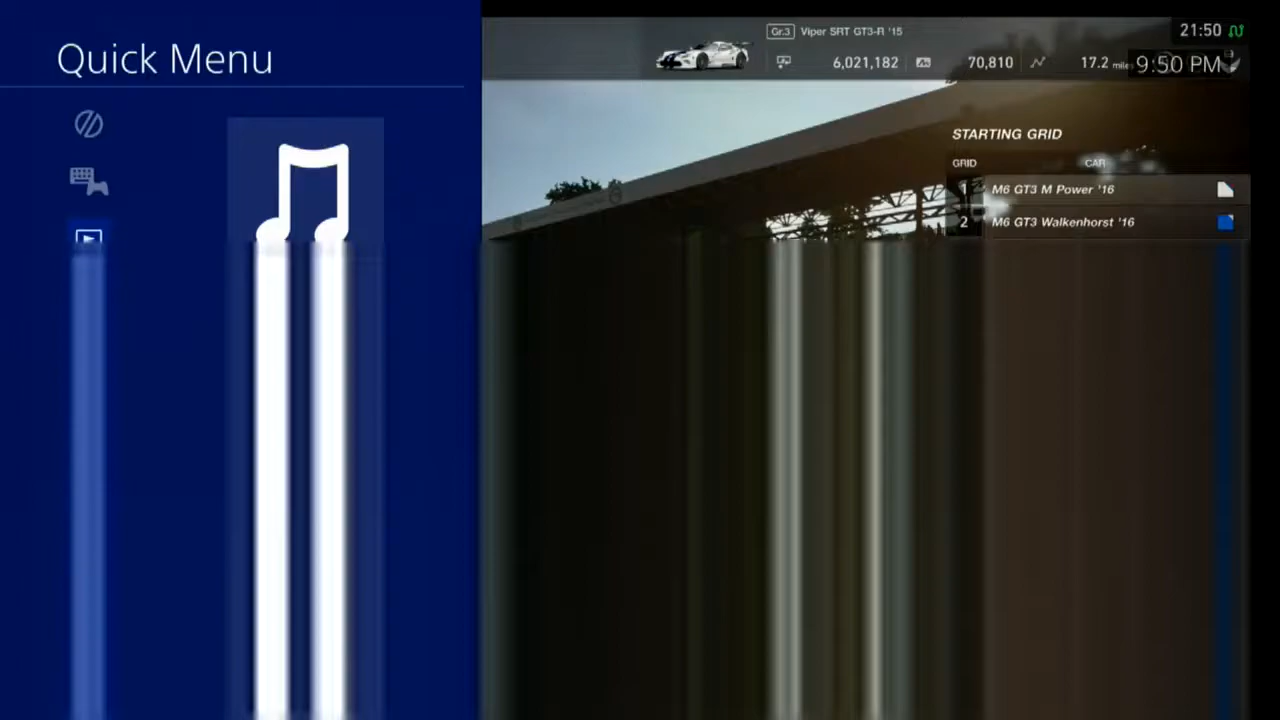 Quick Menu
Gr.3 Viper SRT GT3-R '15
21:50
6,021,182 70,810 17.2 miles
9:50 PM
STARTING GRID
GRID CAR
1 M6 GT3 M Power '16
2 M6 GT3 Walkenhorst '16